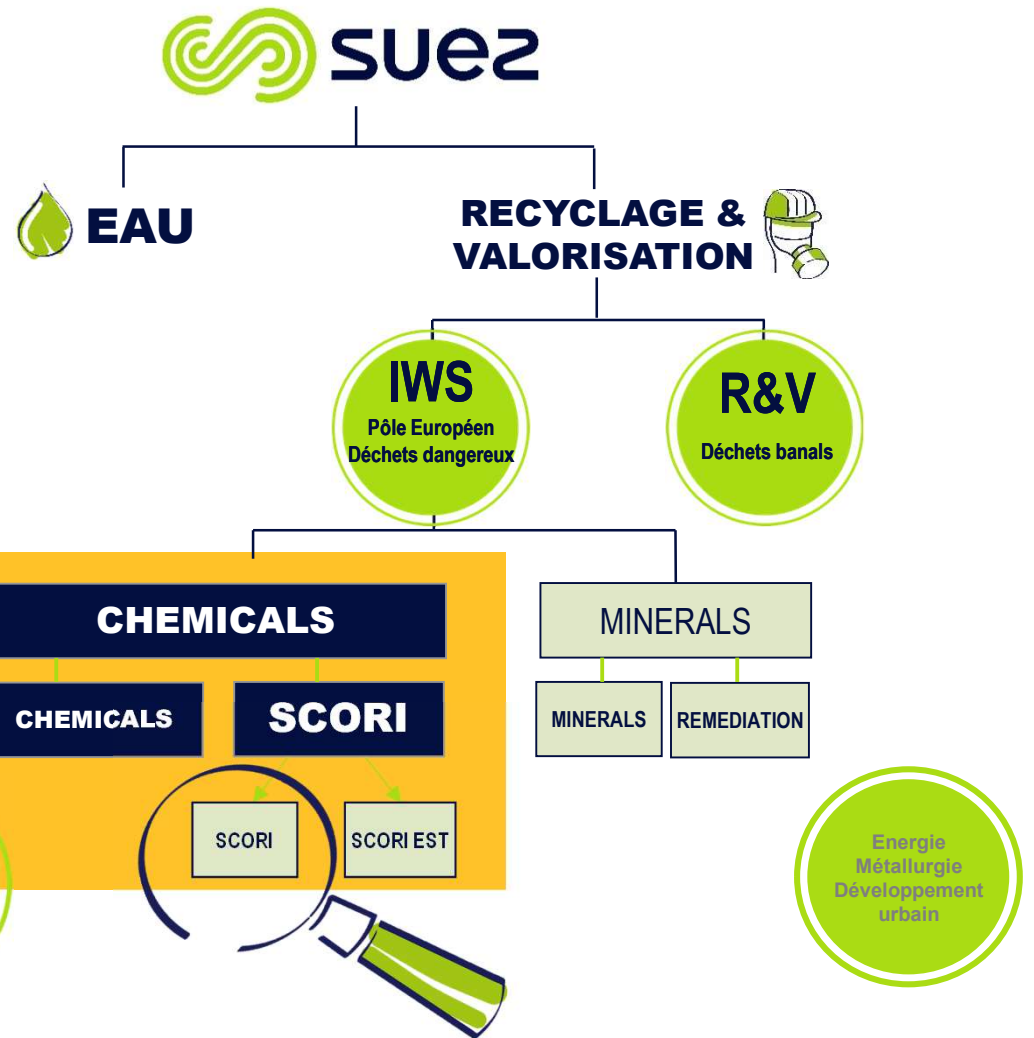 suez
EAU
RECYCLAGE &
VALORISATION
IWS
Pôle Européen
Déchets dangereux
R&V
Déchets banals
CHEMICALS
MINERALS
CHEMICALS
SCORI
MINERALS
REMEDIATION
SCORI
SCORI EST
Energie
Métallurgie
Développement
urbain